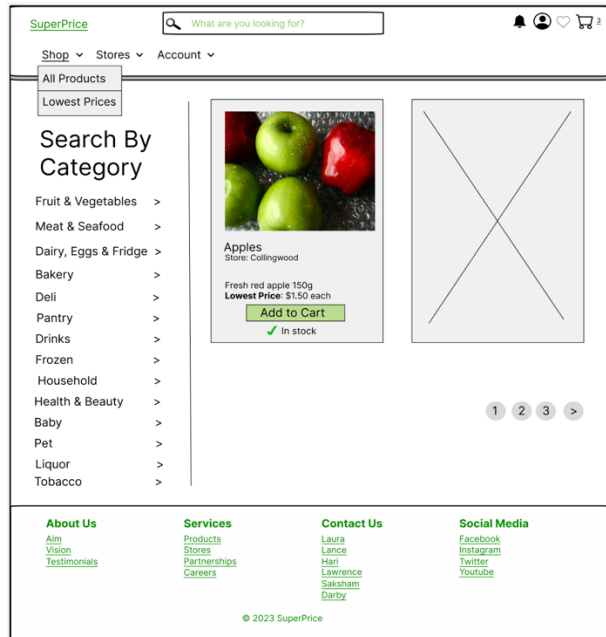 SuperPrice
What are you looking for?
3
Shop Stores Account
All Products
Lowest Prices
Search By
Category
Fruit & Vegetables >
Meat & Seafood >
Dairy, Eggs & Fridge >
Bakery >
Deli >
Pantry >
Drinks >
Frozen >
Household >
Health & Beauty >
Baby >
Pet >
Liquor >
Tobacco >
Apples
Store: Collingwood
Fresh red apple 150g
Lowest Price: $1.50 each
Add to Cart
In stock
1 2 3 >
About Us
Aim
Vision
Testimonials
Services
Products
Stores
Partnerships
Careers
Contact Us
Laura
Lance
Hari
Lawrence
Saksham
Darby
Social Media
Facebook
Instagram
Twitter
Youtube
© 2023 SuperPrice